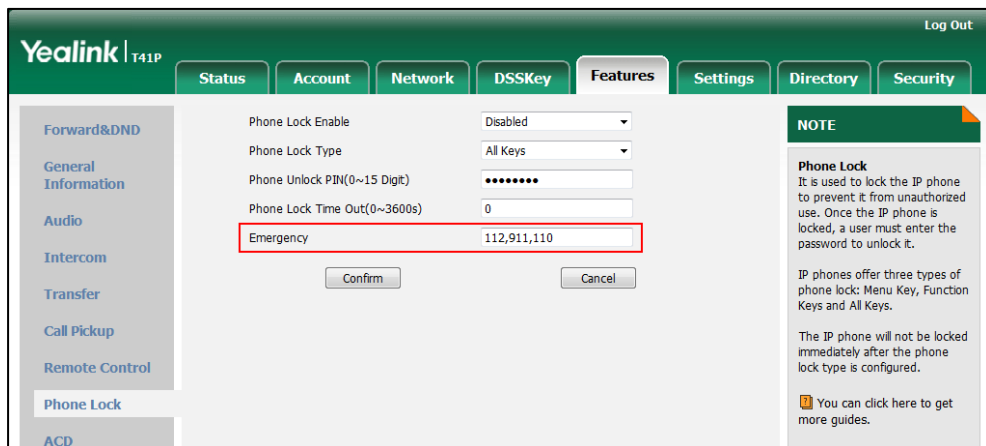 Log Out
Yealink T41P
Status Account Network DSSKey Features Settings Directory Security
Forward&DND
General
Information
Audio
Intercom
Transfer
Call Pickup
Remote Control
Phone Lock
ACD
Phone Lock Enable Disabled
Phone Lock Type All Keys
Phone Unlock PIN(0~15 Digit) ••••••••
Phone Lock Time Out(0~3600s) 0
Emergency 112,911,110
Confirm Cancel
NOTE
Phone Lock
It is used to lock the IP phone
to prevent it from unauthorized
use. Once the IP phone is
locked, a user must enter the
password to unlock it.
IP phones offer three types of
phone lock: Menu Key, Function
Keys and All Keys.
The IP phone will not be locked
immediately after the phone
lock type is configured.
? You can click here to get
more guides.